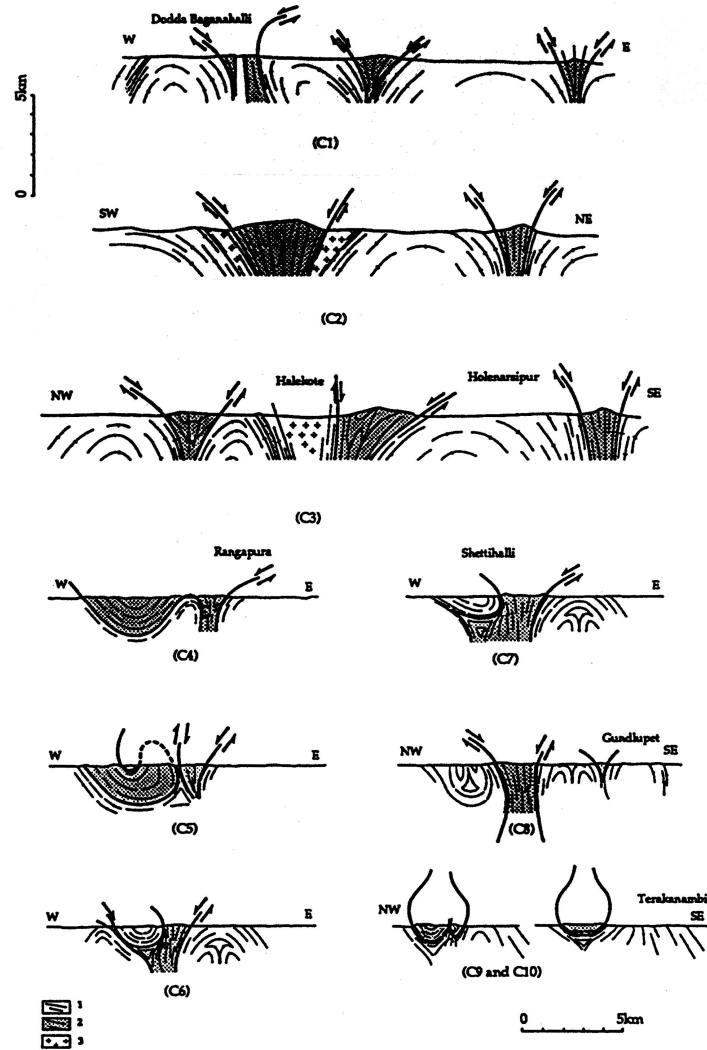 Dodda Baganahalli
W
E
5km
0
(C1)
SW
NE
(C2)
Halekote
Holenarsipur
NW
SE
(C3)
Rangapura
W
E
(C4)
Shettihalli
W
E
(C7)
W
E
(C5)
NW
Gundlupet
SE
(C8)
W
E
(C6)
NW
Terakanambi
SE
(C9 and C10)
1
2
3
0
5km